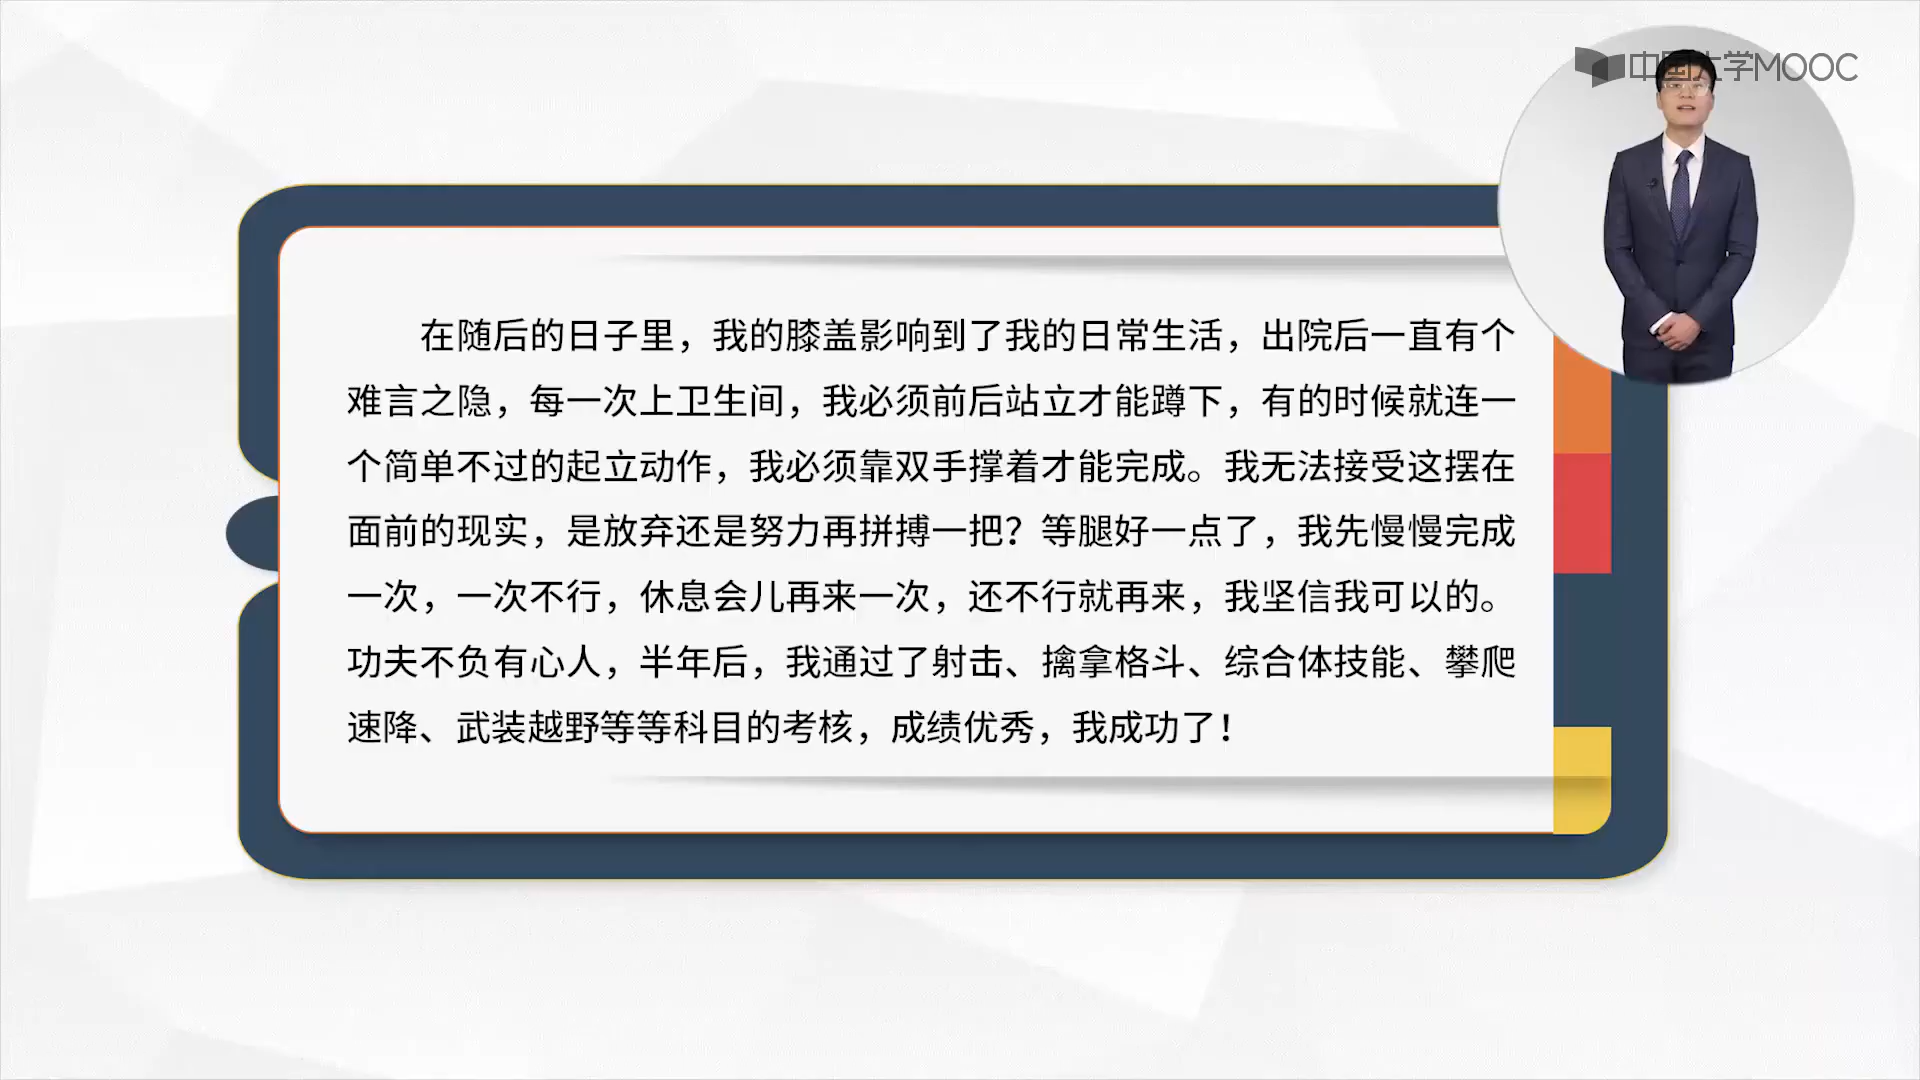 中国大学MOOC
在随后的日子里，我的膝盖影响到了我的日常生活，出院后一直有个
难言之隐，每一次上卫生间，我必须前后站立才能蹲下，有的时候就连一
个简单不过的起立动作，我必须靠双手撑着才能完成。我无法接受这摆在
面前的现实，是放弃还是努力再拼搏一把？等腿好一点了，我先慢慢完成
一次，一次不行，休息会儿再来一次，还不行就再来，我坚信我可以的。
功夫不负有心人，半年后，我通过了射击、擒拿格斗、综合体技能、攀爬
速降、武装越野等等科目的考核，成绩优秀，我成功了！